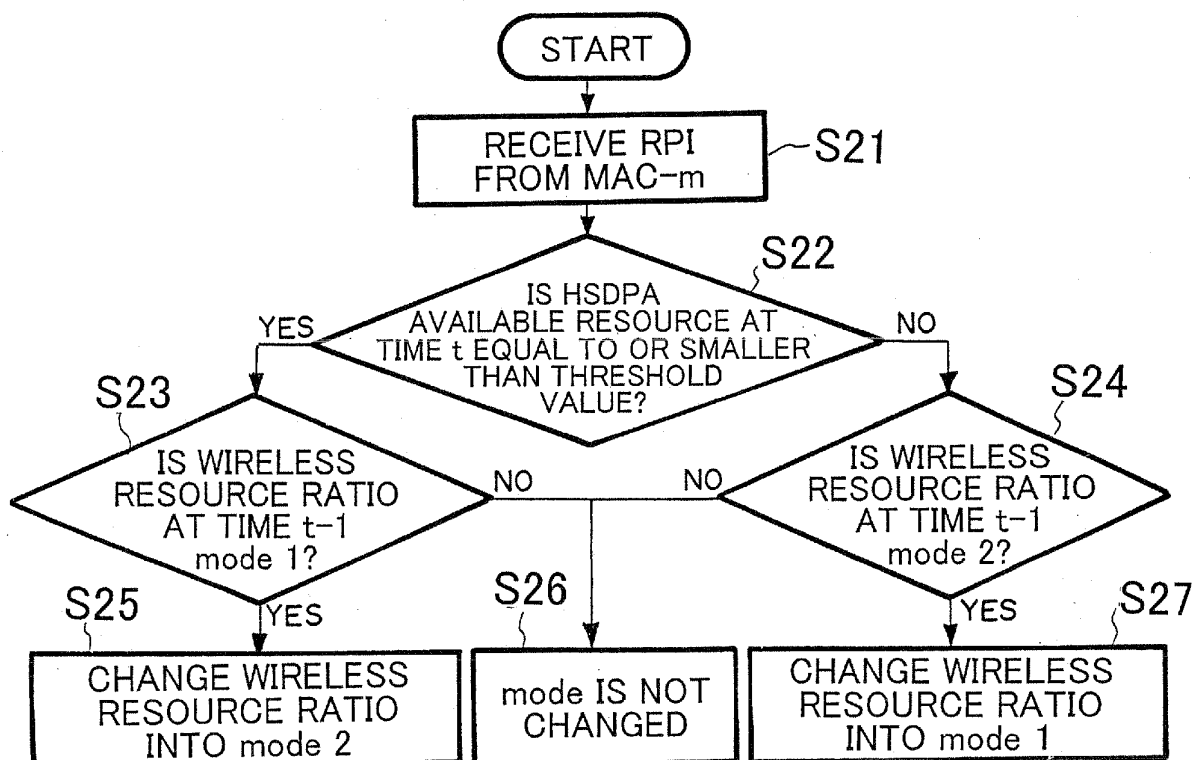 START
RECEIVE RPI
FROM MAC-m
S21
S22
IS HSDPA
AVAILABLE RESOURCE AT
TIME t EQUAL TO OR SMALLER
THAN THRESHOLD
VALUE?
YES
NO
S23
IS WIRELESS
RESOURCE RATIO
AT TIME t-1
mode 1?
NO
YES
S24
IS WIRELESS
RESOURCE RATIO
AT TIME t-1
mode 2?
NO
YES
S25
CHANGE WIRELESS
RESOURCE RATIO
INTO mode 2
S26
mode IS NOT
CHANGED
S27
CHANGE WIRELESS
RESOURCE RATIO
INTO mode 1